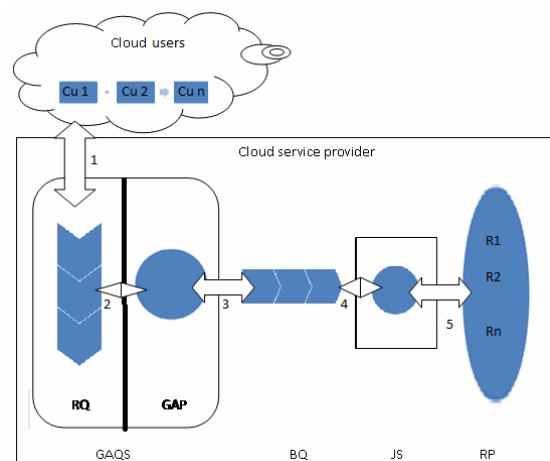 Cloud users
Cu 1
Cu 2
Cu n
1
Cloud service provider
R1
R2
Rn
2
3
4
5
RQ
GAP
GAQS
BQ
JS
RP